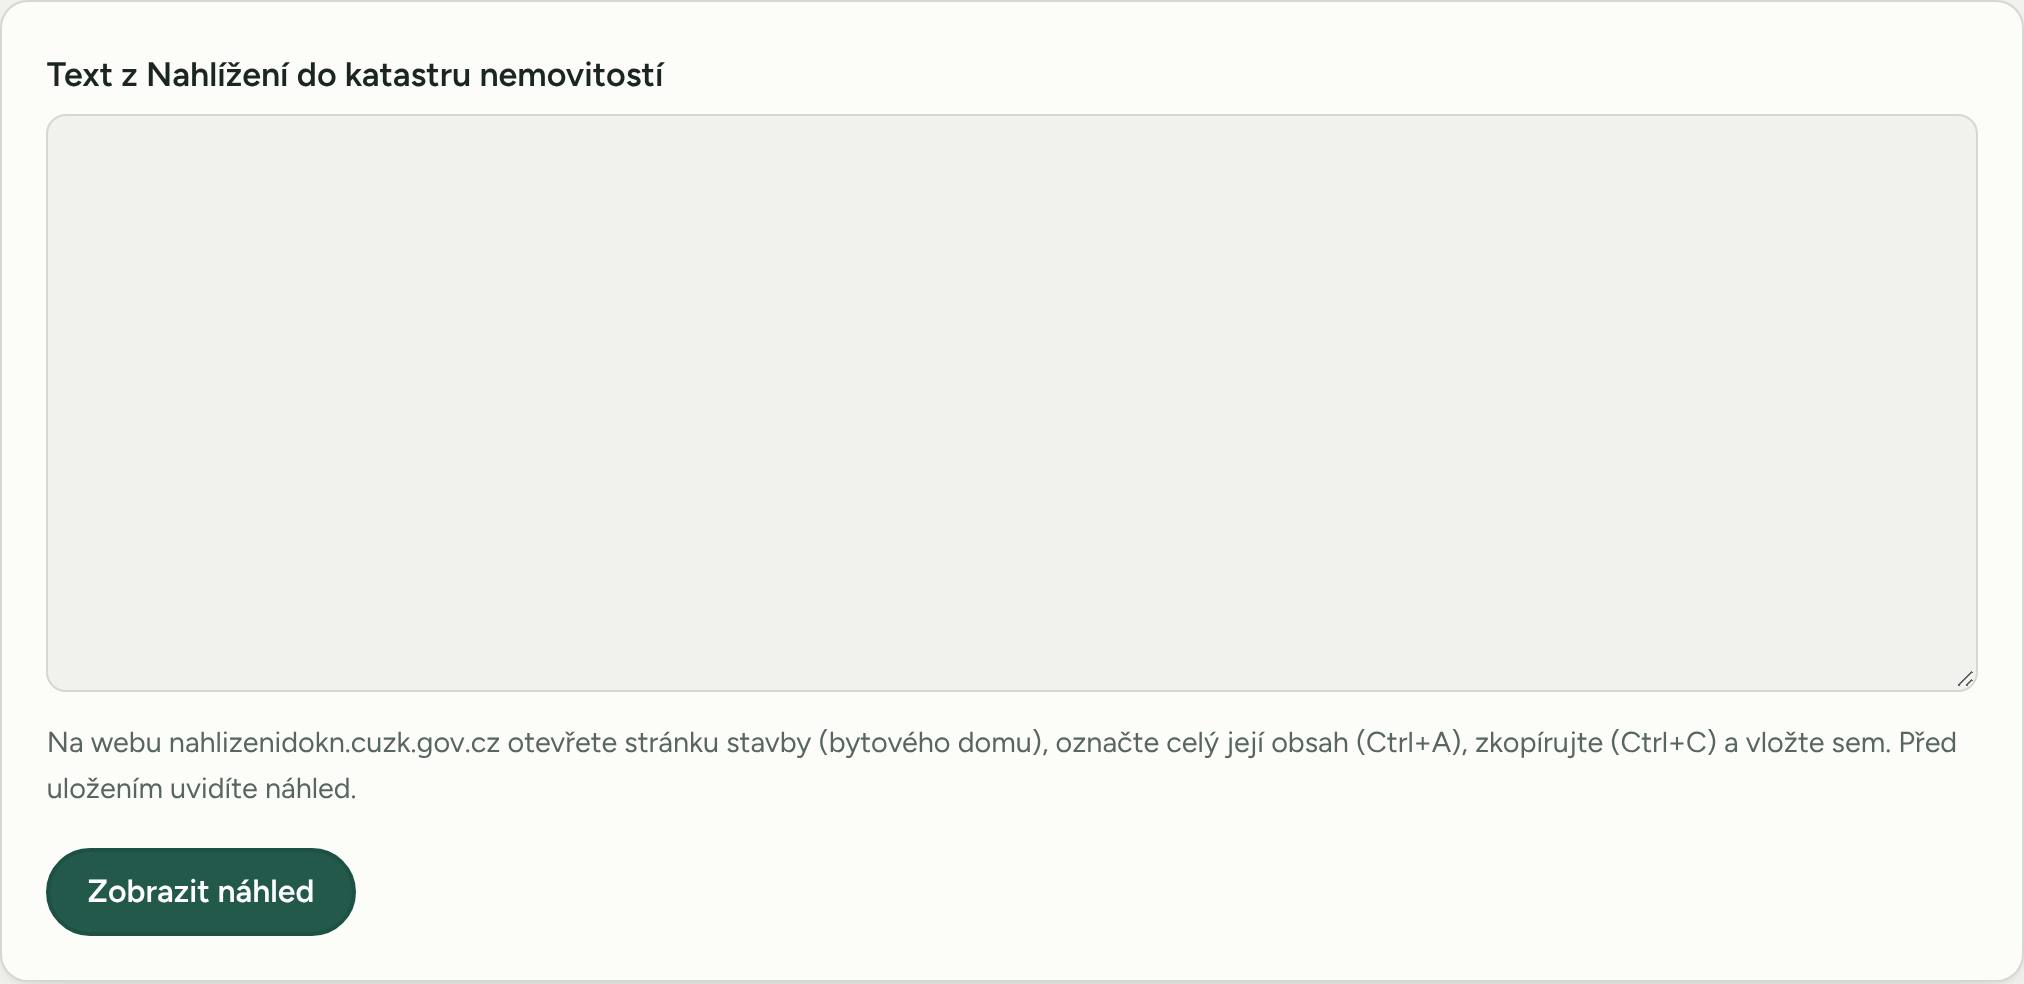 Text z Nahlížení do katastru nemovitostí
Na webu nahlizenidokn.cuzk.gov.cz otevřete stránku stavby (bytového domu), označte celý její obsah (Ctrl+A), zkopírujte (Ctrl+C) a vložte sem. Před
uložením uvidíte náhled.
Zobrazit náhled